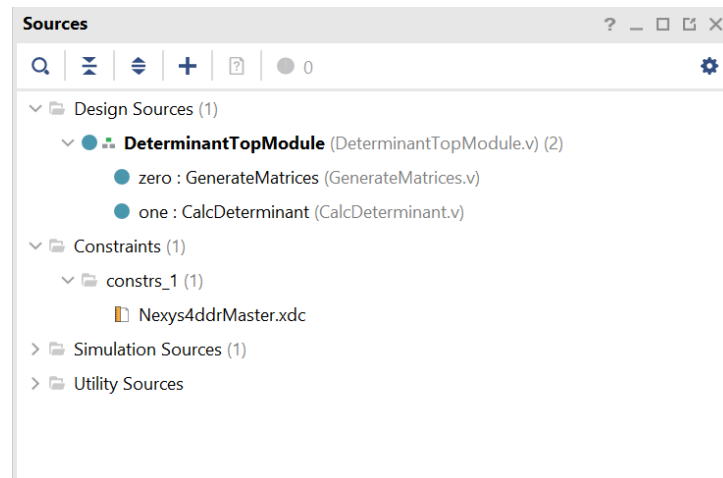 Sources
0
Design Sources (1)
DeterminantTopModule (DeterminantTopModule.v) (2)
zero : GenerateMatrices (GenerateMatrices.v)
one : CalcDeterminant (CalcDeterminant.v)
Constraints (1)
constrs_1 (1)
Nexys4ddrMaster.xdc
Simulation Sources (1)
Utility Sources